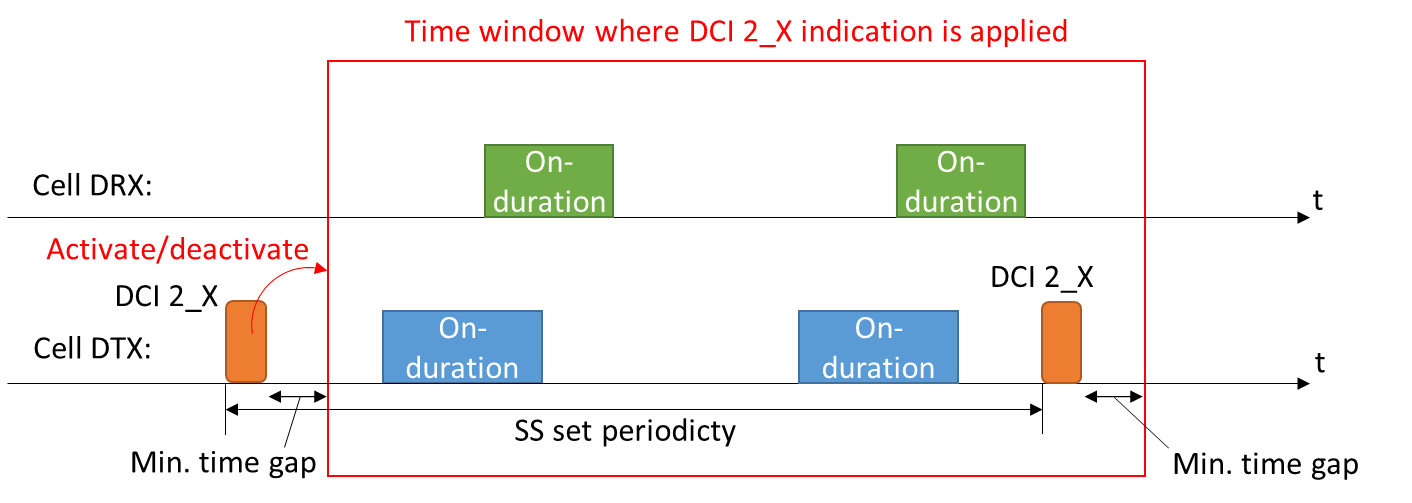 Time window where DCI 2_X indication is applied
On-
duration
On-
duration
Cell DRX:
t
Activate/deactivate
DCI 2_X
DCI 2_X
On-
duration
On-
duration
Cell DTX:
t
SS set periodicty
Min. time gap
Min. time gap